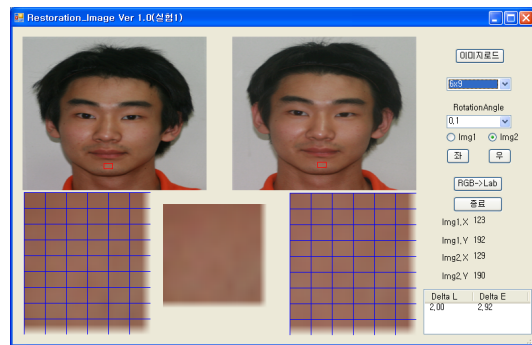 Restoration_Image Ver 1.0(실험1)
이미지로드
6x9
RotationAngle
0.1
Img1 Img2
좌 우
RGB->Lab
종료
Img1.X 123
Img1.Y 192
Img2.X 129
Img2.Y 190
Delta L Delta E
2.00 2.92